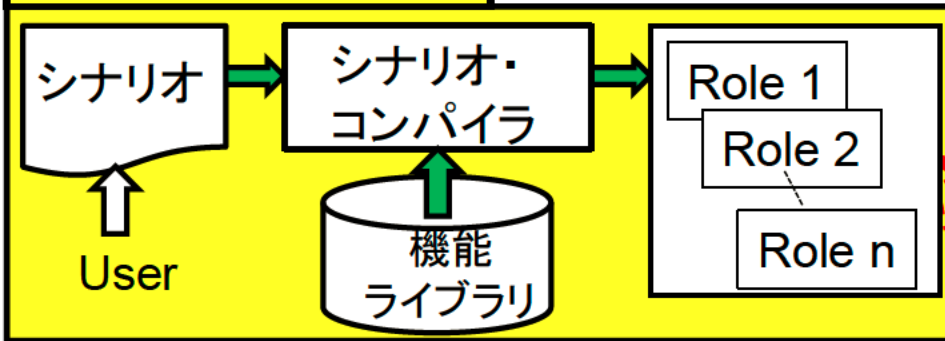 シナリオ
シナリオ・
コンパイラ
Role 1
Role 2
Role n
User
機能
ライブラリ